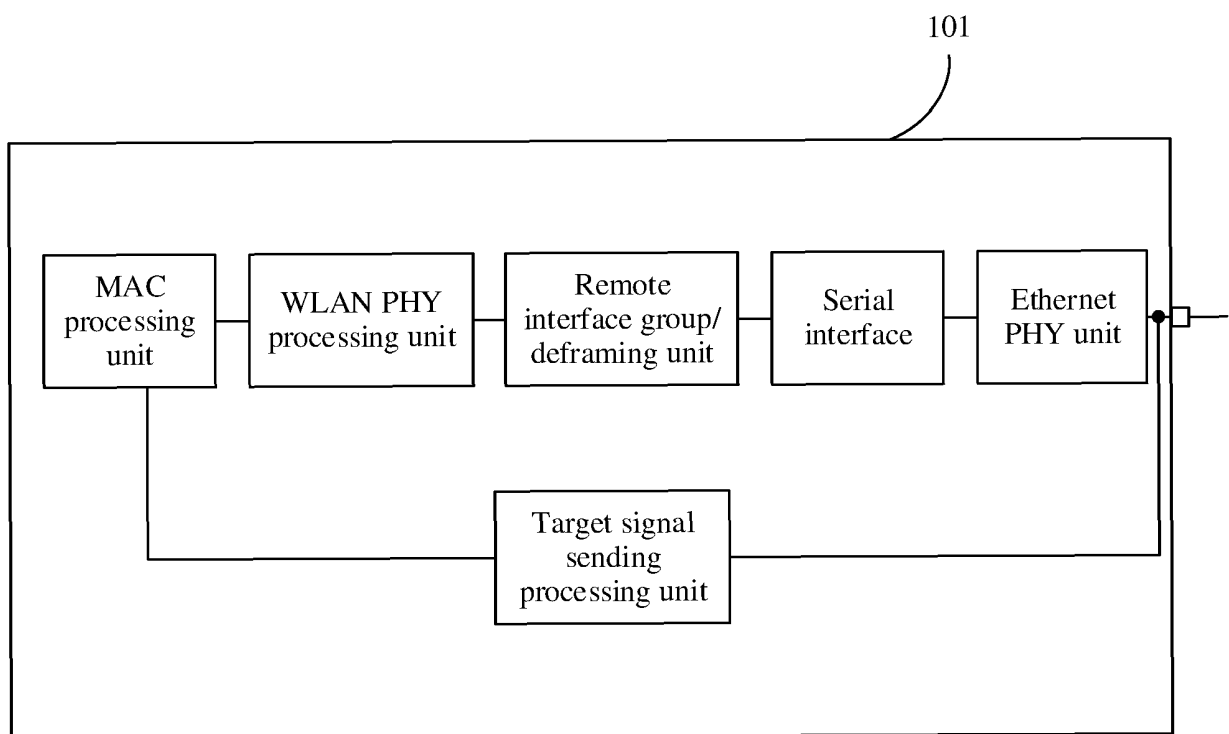 101
MAC
processing
unit
WLAN PHY
processing unit
Remote
interface group/
deframing unit
Serial
interface
Ethernet
PHY unit
Target signal
sending
processing unit